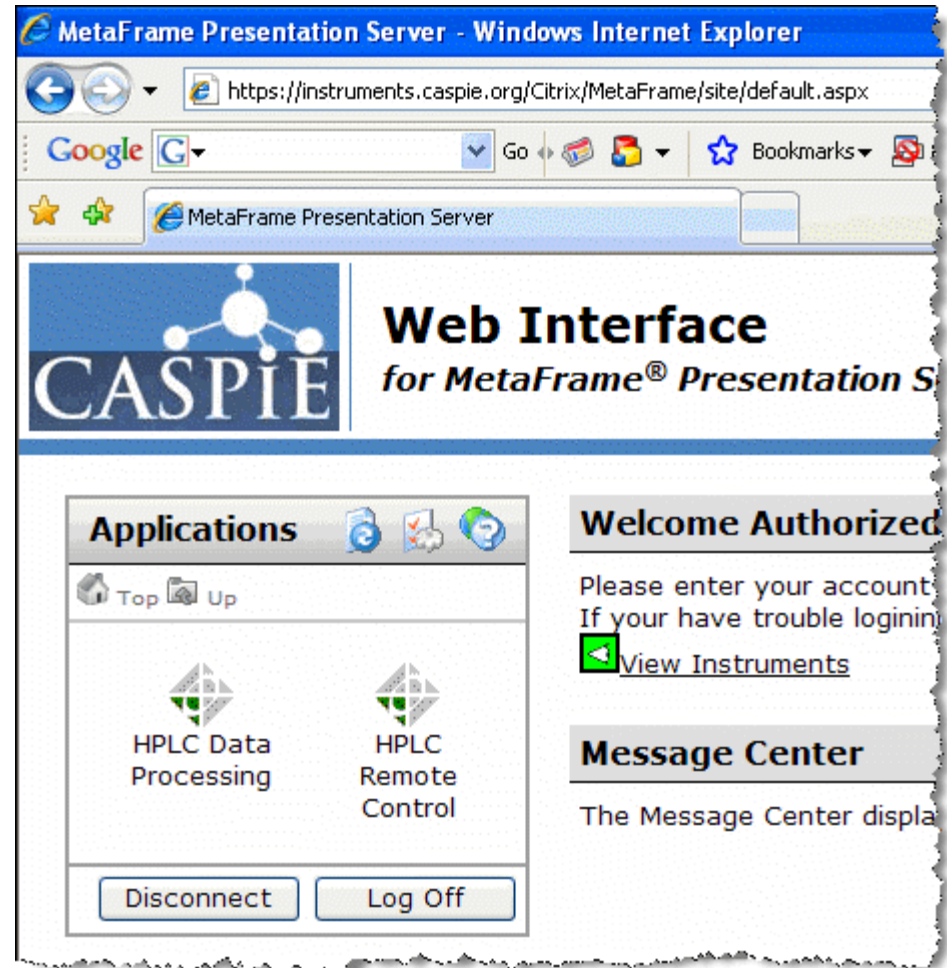 MetaFrame Presentation Server - Windows Internet Explorer
https://instruments.caspie.org/Citrix/MetaFrame/site/default.aspx
Google G Go Bookmarks
MetaFrame Presentation Server
CASPiE
Web Interface
for MetaFrame® Presentation S
Applications
Top Up
HPLC Data
Processing
HPLC
Remote
Control
Disconnect Log Off
Welcome Authorized
Please enter your account
If your have trouble loginin
View Instruments
Message Center
The Message Center displa